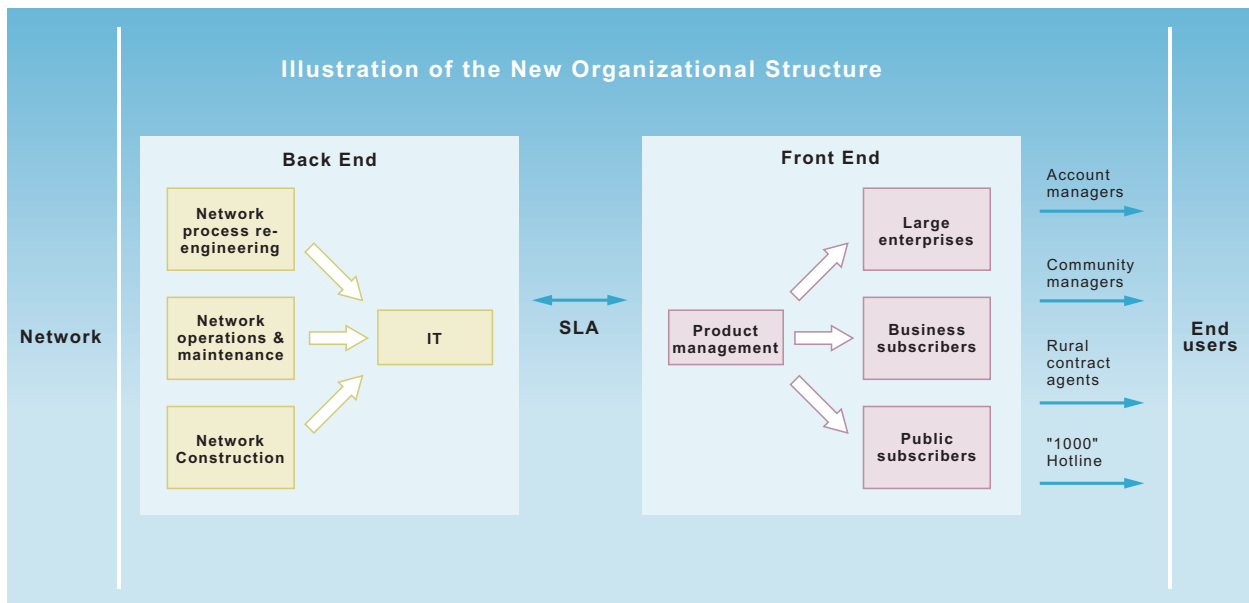 Illustration of the New Organizational Structure
Network
Back End
Network
process re-
engineering
Network
operations &
maintenance
Network
Construction
IT
SLA
Front End
Product
management
Large
enterprises
Business
subscribers
Public
subscribers
Account
managers
Community
managers
Rural
contract
agents
"1000"
Hotline
End
users